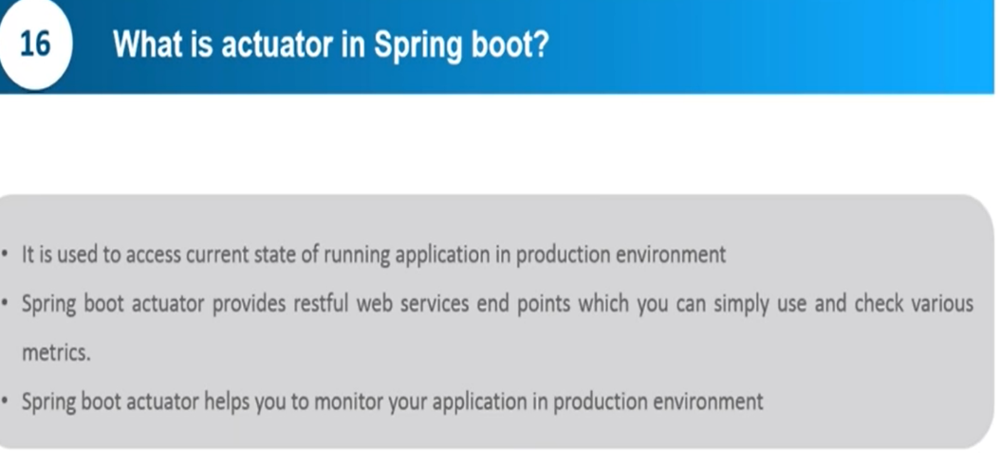 16
What is actuator in Spring boot?
• It is used to access current state of running application in production environment
• Spring boot actuator provides restful web services end points which you can simply use and check various
metrics.
• Spring boot actuator helps you to monitor your application in production environment